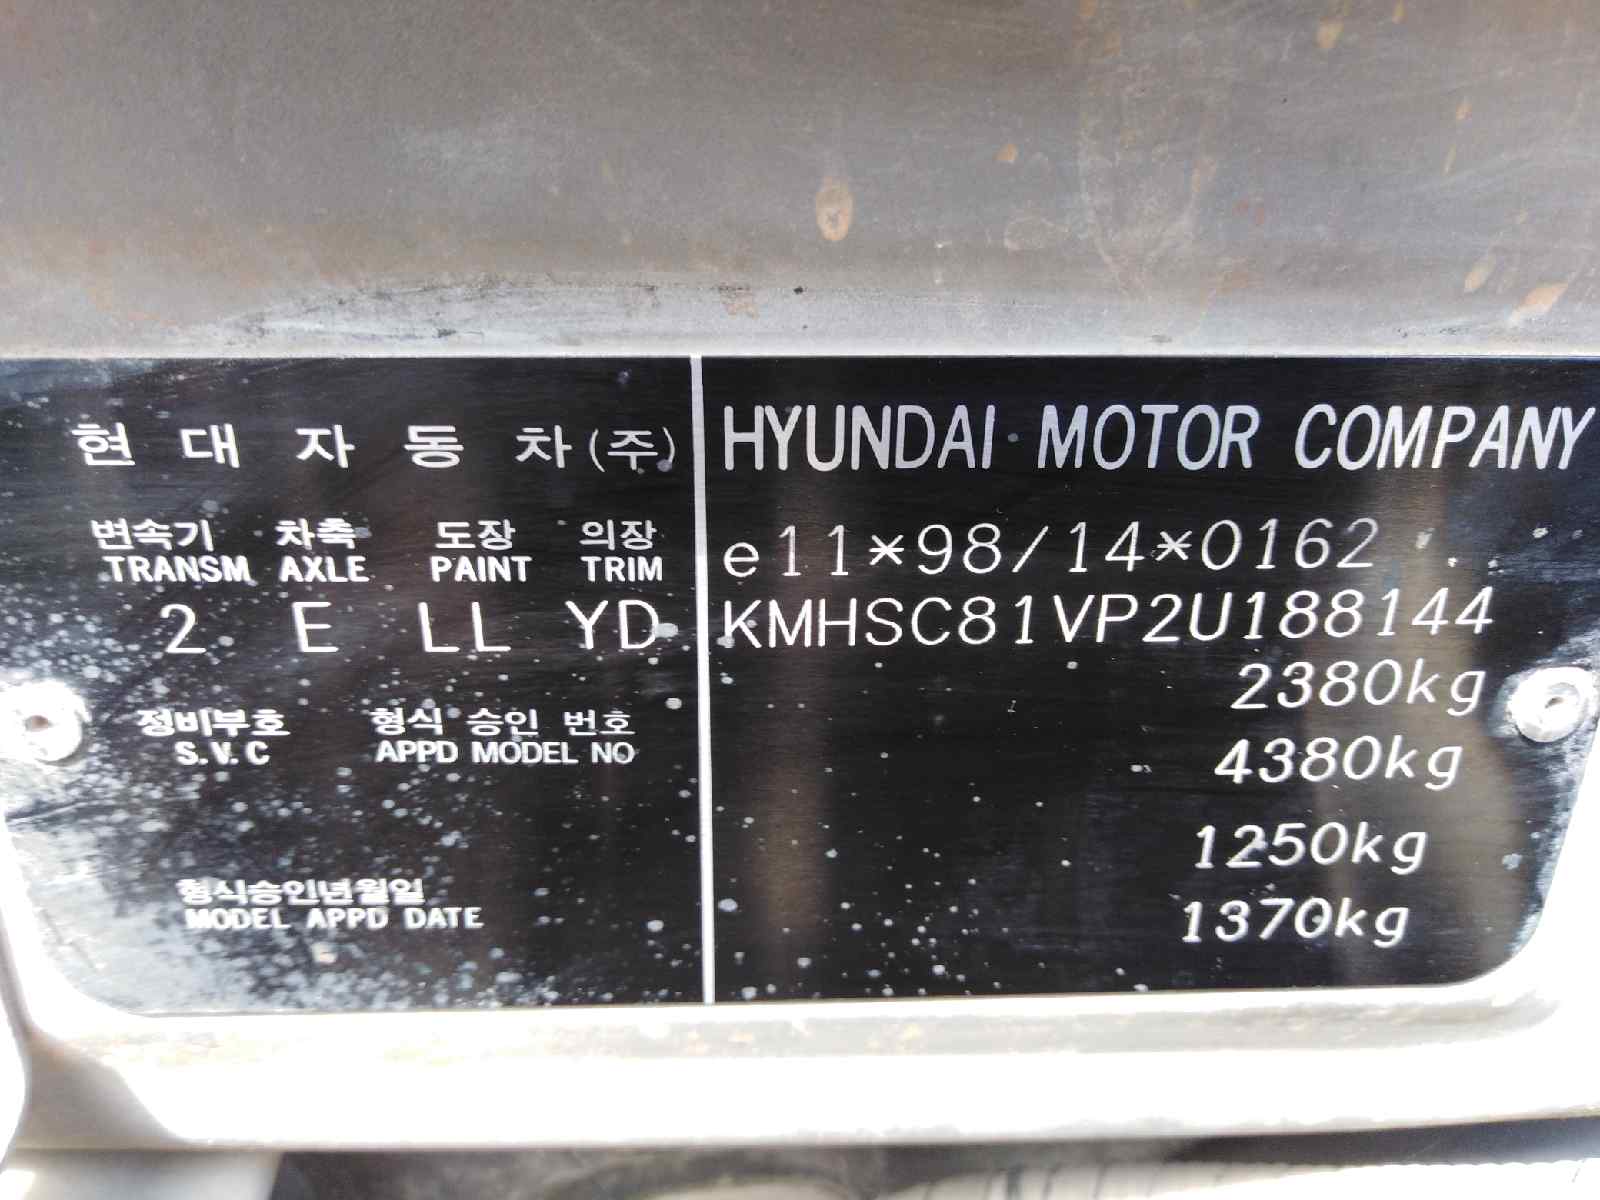 현대자동차(주)
변속기 차축 도장 의장
TRANSM AXLE PAINT TRIM
2 E LL YD
정비부호 형식 승인 번호
S.V.C APPD MODEL NO
형식승인년월일
MODEL APPD DATE
HYUNDAI MOTOR COMPANY
e11*98/14*0162
KMHSC81VP2U188144
2380kg
4380kg
1250kg
1370kg